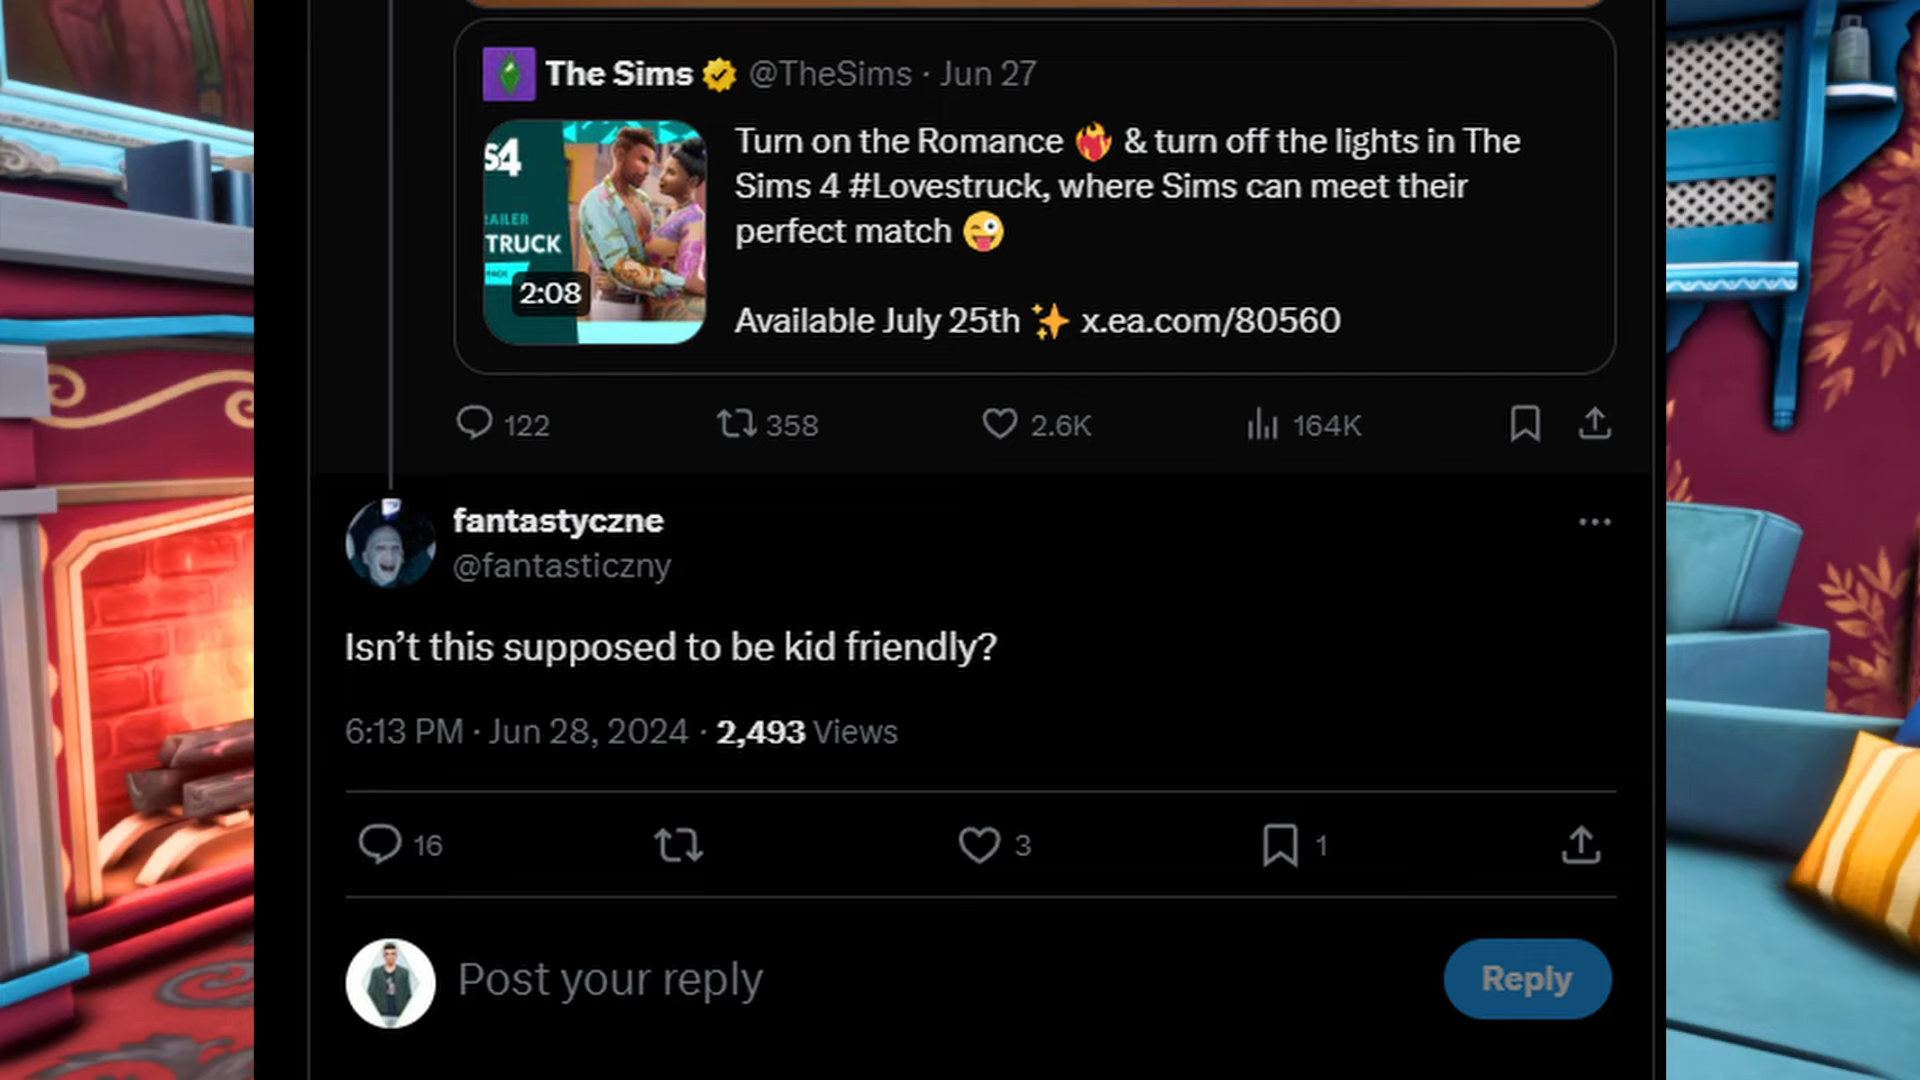 The Sims @TheSims · Jun 27
S4
AILER
TRUCK
PACK
2:08
Turn on the Romance ❤️‍🔥 & turn off the lights in The
Sims 4 #Lovestruck, where Sims can meet their
perfect match 😜
Available July 25th ✨ x.ea.com/80560
122 358 2.6K 164K
fantastyczne
@fantasticzny
Isn’t this supposed to be kid friendly?
6:13 PM · Jun 28, 2024 · 2,493 Views
16 3 1
Post your reply
Reply